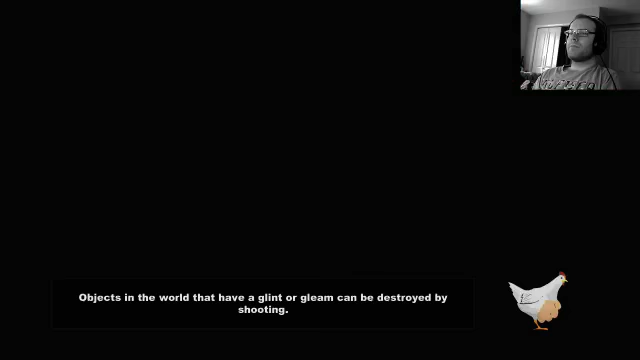 Objects in the world that have a glint or gleam can be destroyed by
shooting.